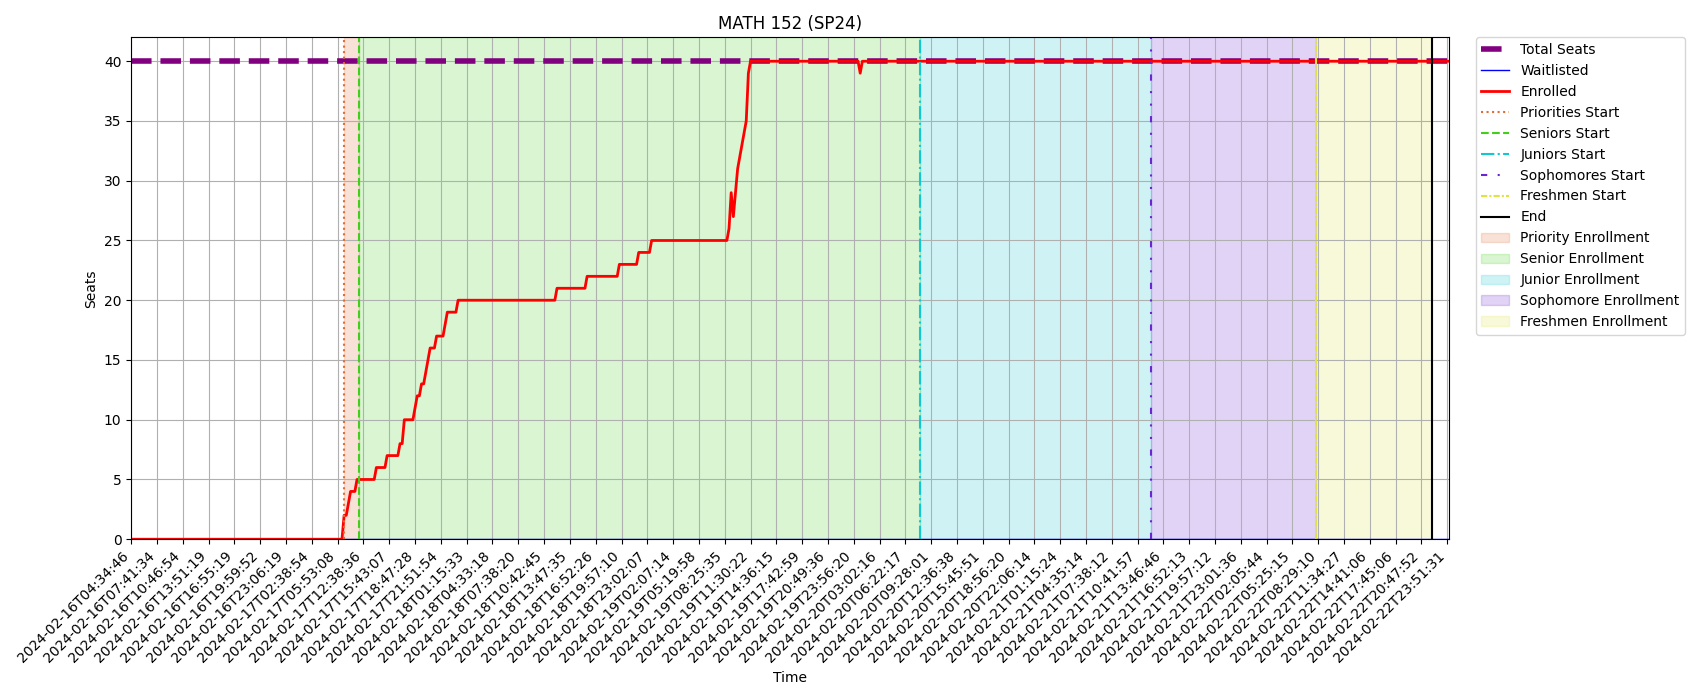 MATH 152 (SP24)
Seats
40
35
30
25
20
15
10
5
0
2024-02-16T04:34:46
2024-02-16T07:41:34
2024-02-16T10:46:54
2024-02-16T13:51:19
2024-02-16T16:55:19
2024-02-16T19:59:52
2024-02-16T23:06:19
2024-02-17T02:38:54
2024-02-17T05:53:08
2024-02-17T12:38:36
2024-02-17T15:43:07
2024-02-17T18:47:28
2024-02-17T21:51:54
2024-02-18T01:15:33
2024-02-18T04:33:18
2024-02-18T07:38:20
2024-02-18T10:42:45
2024-02-18T13:47:35
2024-02-18T16:52:26
2024-02-18T19:57:10
2024-02-18T23:02:07
2024-02-19T02:07:14
2024-02-19T05:19:58
2024-02-19T08:25:35
2024-02-19T11:30:22
2024-02-19T14:36:15
2024-02-19T17:42:59
2024-02-19T20:49:36
2024-02-19T23:56:20
2024-02-20T03:02:16
2024-02-20T06:22:17
2024-02-20T09:28:01
2024-02-20T12:36:38
2024-02-20T15:45:51
2024-02-20T18:56:20
2024-02-20T22:06:14
2024-02-21T01:15:24
2024-02-21T04:35:14
2024-02-21T07:38:12
2024-02-21T10:41:57
2024-02-21T13:46:46
2024-02-21T16:52:13
2024-02-21T19:57:12
2024-02-21T23:01:36
2024-02-22T02:05:44
2024-02-22T05:25:15
2024-02-22T08:29:10
2024-02-22T11:34:27
2024-02-22T14:41:06
2024-02-22T17:45:06
2024-02-22T20:47:52
2024-02-22T23:51:31
Time
Total Seats
Waitlisted
Enrolled
Priorities Start
Seniors Start
Juniors Start
Sophomores Start
Freshmen Start
End
Priority Enrollment
Senior Enrollment
Junior Enrollment
Sophomore Enrollment
Freshmen Enrollment